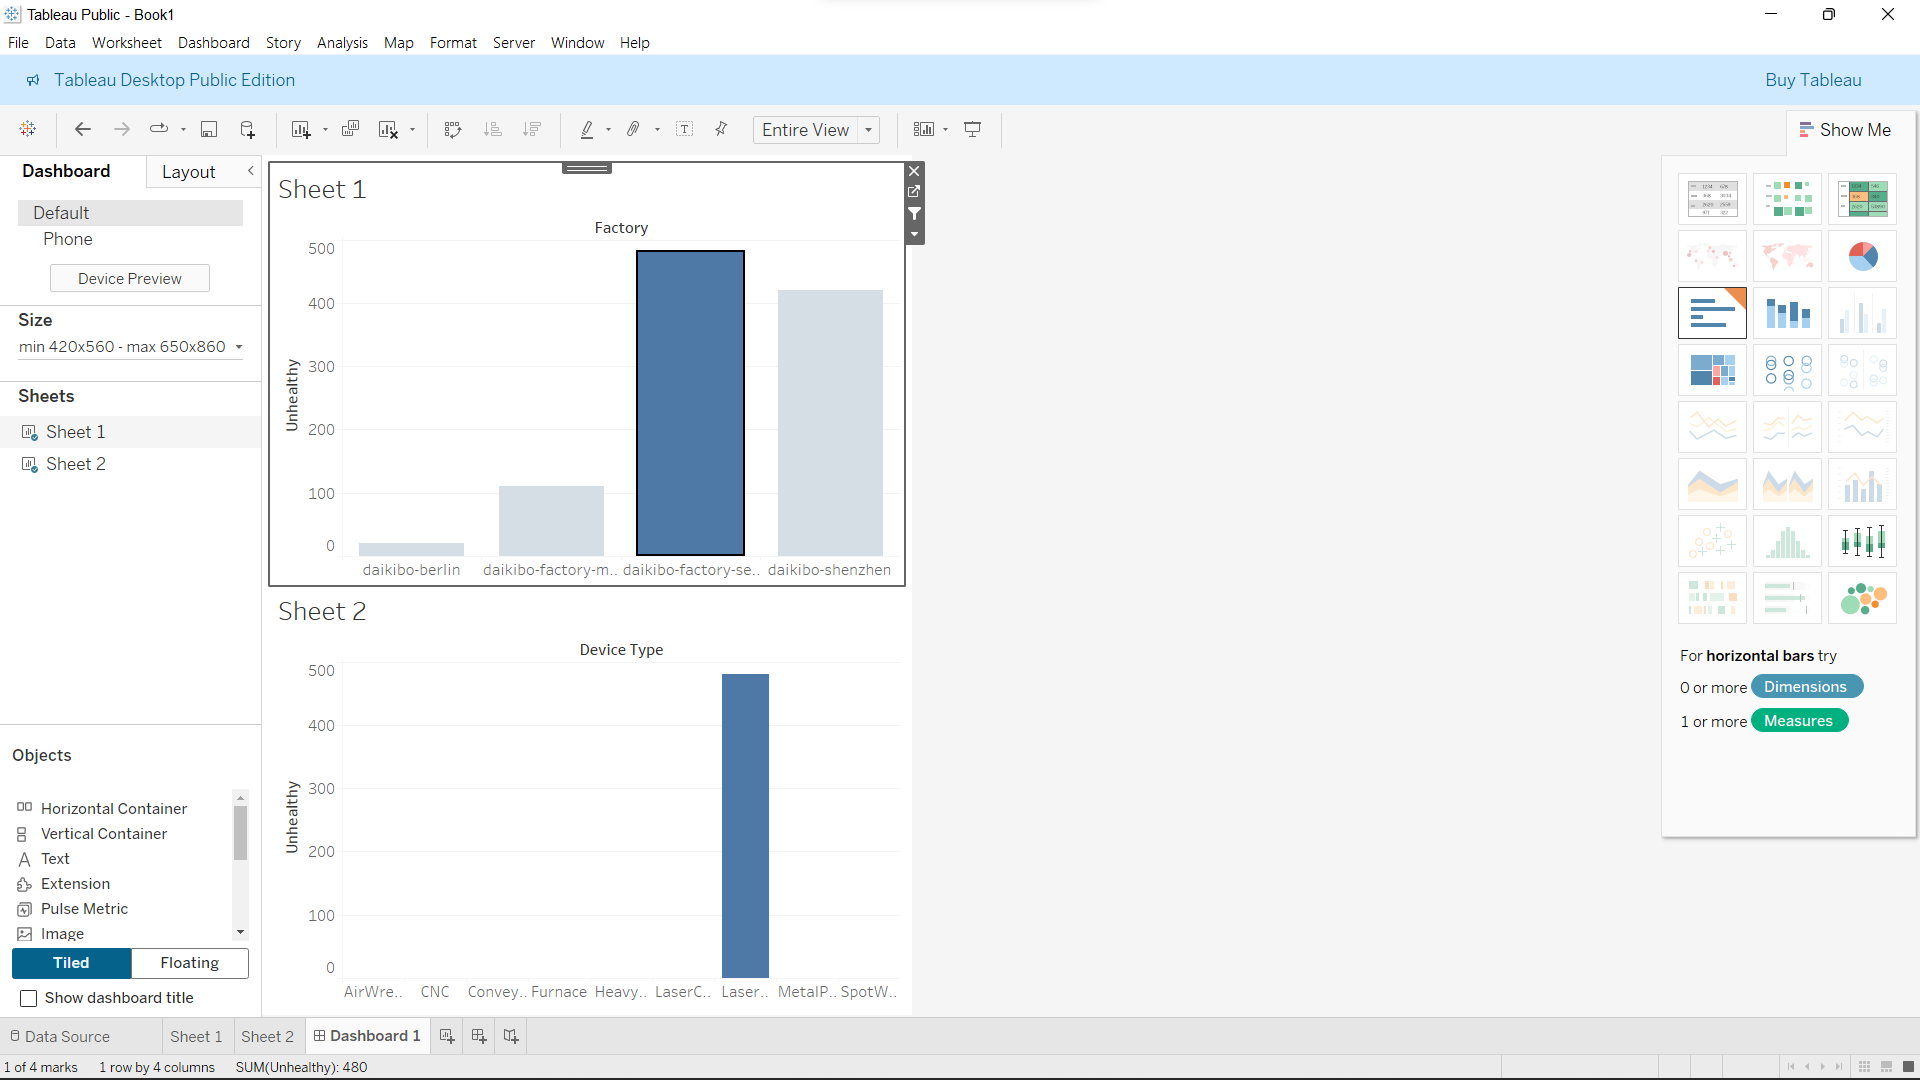 Tableau Public - Book1
File Data Worksheet Dashboard Story Analysis Map Format Server Window Help
Tableau Desktop Public Edition
Buy Tableau
Entire View
Show Me
Dashboard
Layout
Default
Phone
Device Preview
Size
min 420x560 - max 650x860
Sheets
Sheet 1
Sheet 2
Objects
Horizontal Container
Vertical Container
Text
Extension
Pulse Metric
Image
Tiled
Floating
Show dashboard title
Sheet 1
Factory
Unhealthy
500
400
300
200
100
0
daikibo-berlin daikibo-factory-m.. daikibo-factory-se.. daikibo-shenzhen
Sheet 2
Device Type
Unhealthy
500
400
300
200
100
0
AirWre.. CNC Convey.. Furnace Heavy.. LaserC.. Laser.. MetalP.. SpotW..
For horizontal bars try
0 or more Dimensions
1 or more Measures
Data Source Sheet 1 Sheet 2 Dashboard 1
1 of 4 marks 1 row by 4 columns SUM(Unhealthy): 480